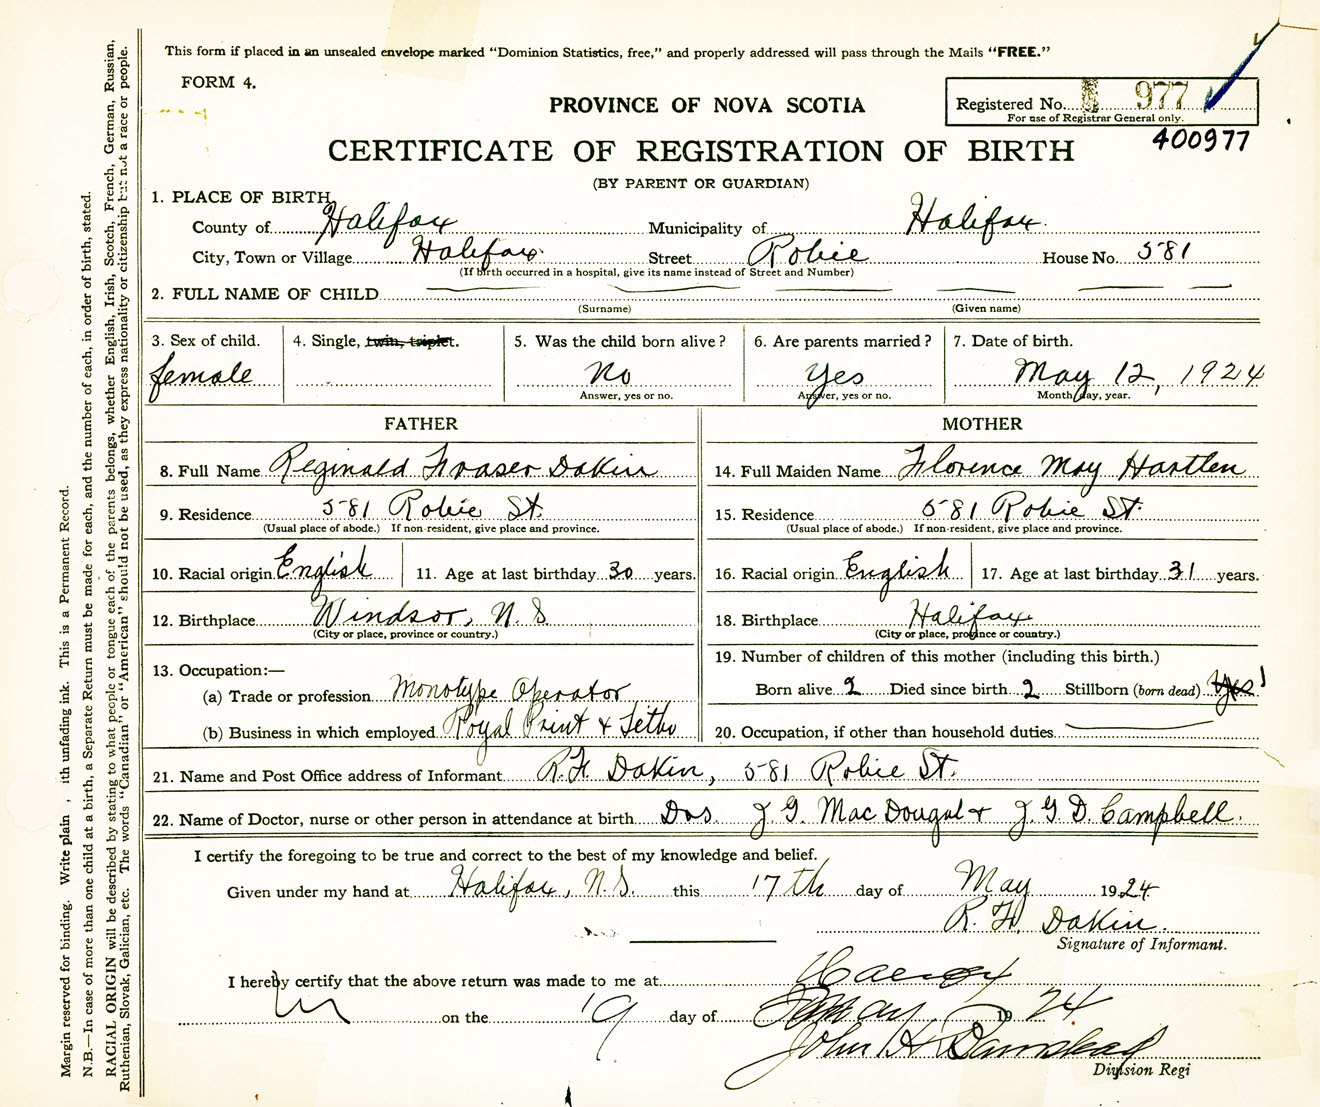 This form if placed in an unsealed envelope marked "Dominion Statistics, free," and properly addressed will pass through the Mails "FREE."
FORM 4.
PROVINCE OF NOVA SCOTIA
Registered No. 977
For use of Registrar General only.
400977
CERTIFICATE OF REGISTRATION OF BIRTH
(BY PARENT OR GUARDIAN)
1. PLACE OF BIRTH,
County of Halifax Municipality of Halifax.
City, Town or Village Halifax. Street Robie House No. 581
(If birth occurred in a hospital, give its name instead of Street and Number)
2. FULL NAME OF CHILD
(Surname) (Given name)
3. Sex of child. 4. Single, twin, triplet. 5. Was the child born alive? 6. Are parents married? 7. Date of birth.
female No Yes May 12, 1924
Answer, yes or no. Answer, yes or no. Month, day, year.
FATHER MOTHER
8. Full Name Reginald Fraser Dakin 14. Full Maiden Name Florence May Hartlen
9. Residence 581 Robie St. 15. Residence 581 Robie St.
(Usual place of abode.) If non-resident, give place and province. (Usual place of abode.) If non-resident, give place and province.
10. Racial origin English 11. Age at last birthday 30 years. 16. Racial origin English 17. Age at last birthday 31 years.
12. Birthplace Windsor, N.S. 18. Birthplace Halifax
(City or place, province or country.) (City or place, province or country.)
13. Occupation:— 19. Number of children of this mother (including this birth.)
(a) Trade or profession Monotype Operator Born alive 2 Died since birth 2 Stillborn (born dead) yes 1
(b) Business in which employed Royal Print & Litho 20. Occupation, if other than household duties
21. Name and Post Office address of Informant R.F. Dakin, 581 Robie St.
22. Name of Doctor, nurse or other person in attendance at birth Drs. J. G. MacDougal & J G D. Campbell.
I certify the foregoing to be true and correct to the best of my knowledge and belief.
Given under my hand at Halifax, N.S. this 17th day of May 1924
R. F. Dakin.
Signature of Informant.
I hereby certify that the above return was made to me at
on the 19 day of May 1924
John H Barnstead
Division Regi
Margin reserved for binding. Write plain , ith unfading ink. This is a Permanent Record.
N.B.—In case of more than one child at a birth, a Separate Return must be made for each, and the number of each, in order of birth, stated.
RACIAL ORIGIN will be described by stating to what people or tongue each of the parents belongs, whether English, Irish, Scotch, French, German, Russian,
Ruthenian, Slovak, Galician, etc. The words "Canadian" or "American" should not be used, as they express nationality or citizenship but not a race or people.